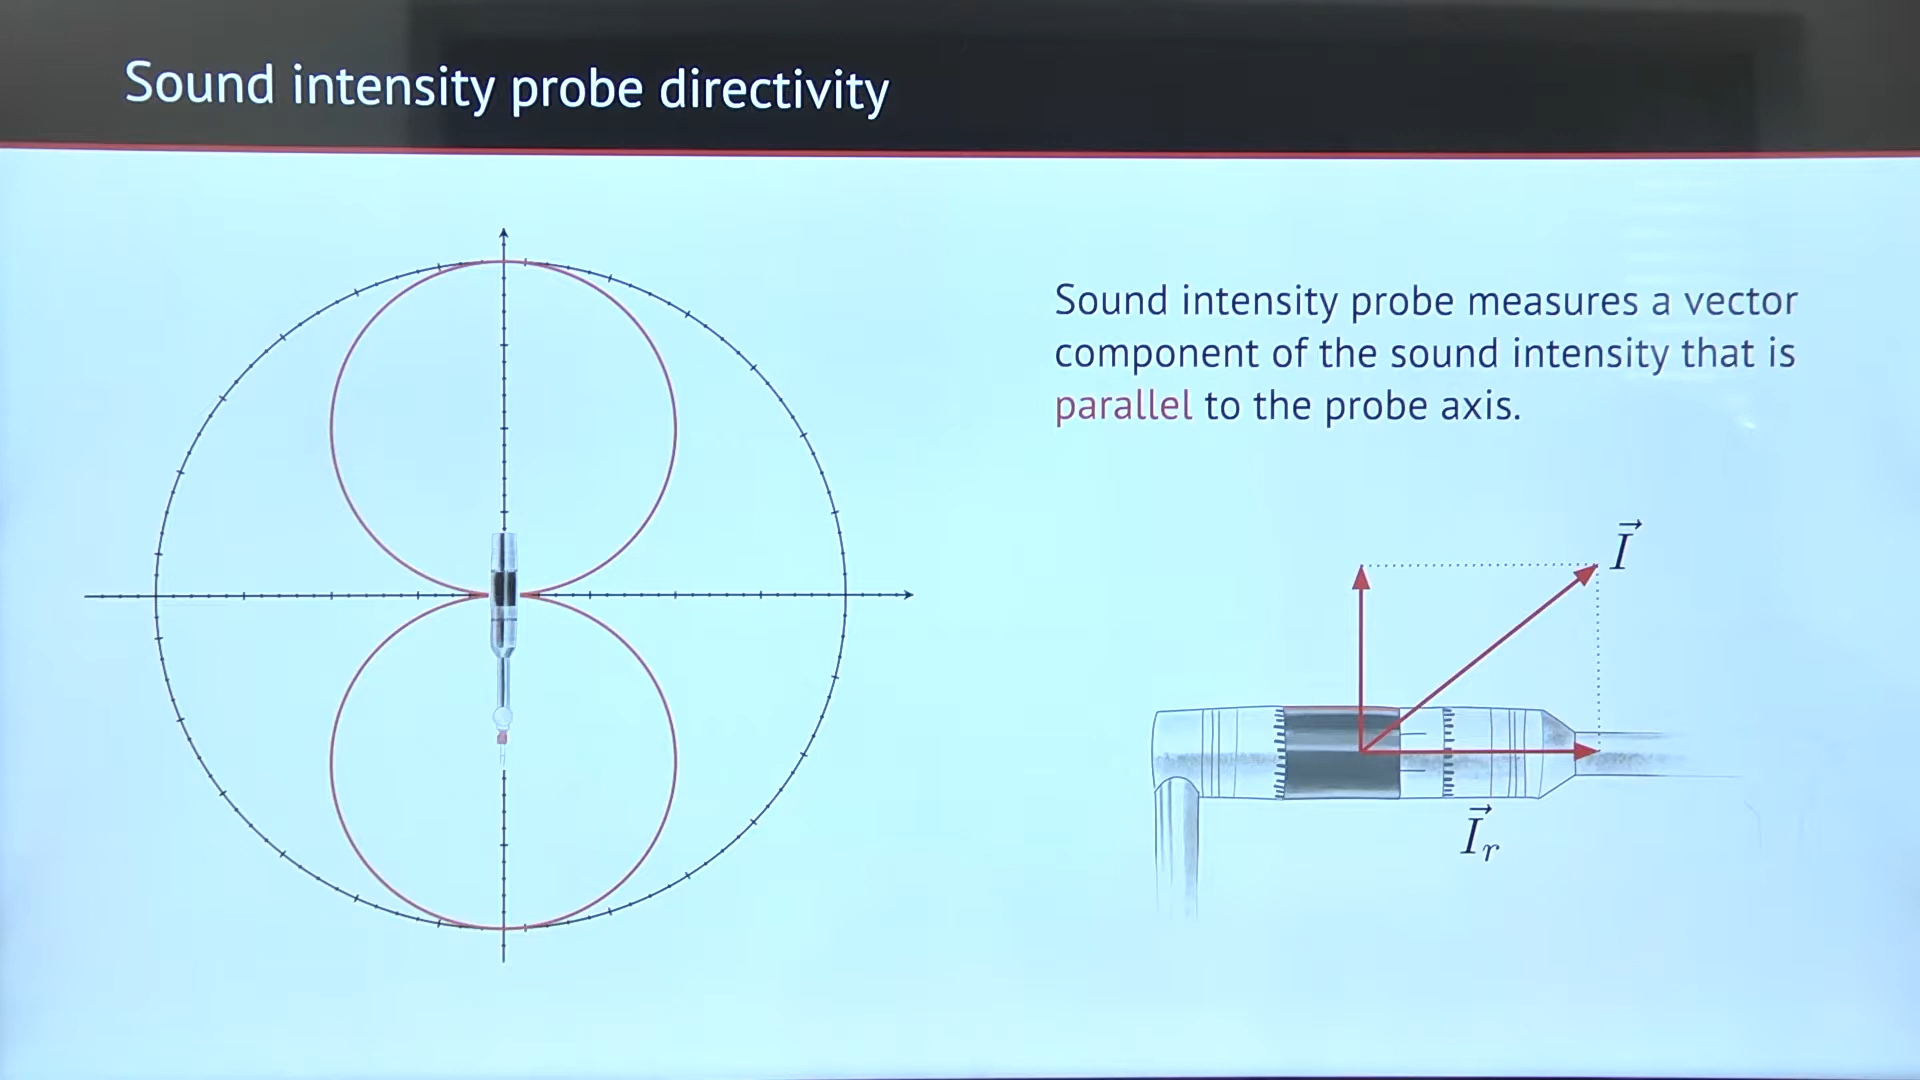 Sound intensity probe directivity
Sound intensity probe measures a vector
component of the sound intensity that is
parallel to the probe axis.
I⃗
I⃗ᵣ